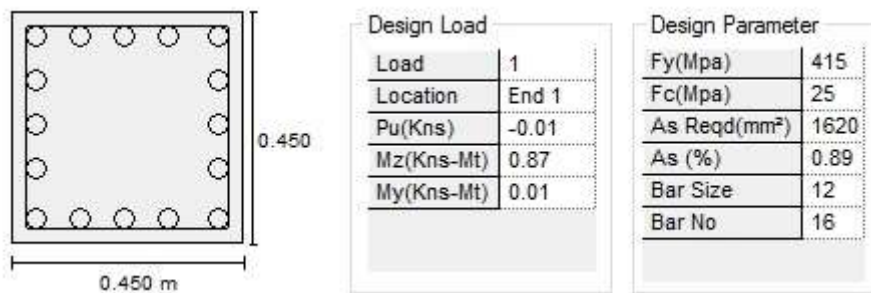 0.450
0.450 m
Design Load
Load 1
Location End 1
Pu(Kns) -0.01
Mz(Kns-Mt) 0.87
My(Kns-Mt) 0.01
Design Parameter
Fy(Mpa) 415
Fc(Mpa) 25
As Reqd(mm²) 1620
As (%) 0.89
Bar Size 12
Bar No 16